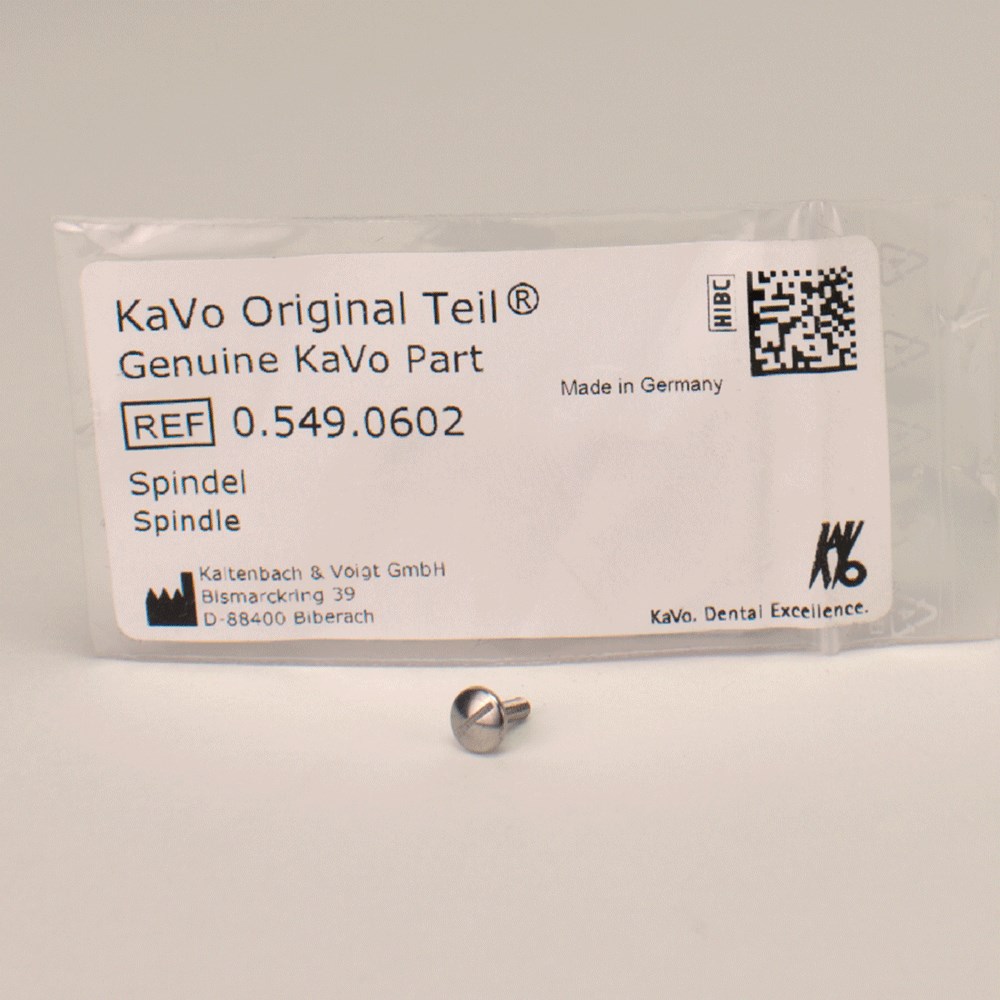 KaVo Original Teil®
Genuine KaVo Part
HIBC
Made in Germany
REF 0.549.0602
Spindel
Spindle
Kaltenbach & Voigt GmbH
Bismarckring 39
D-88400 Biberach
KaVo
KaVo. Dental Excellence.